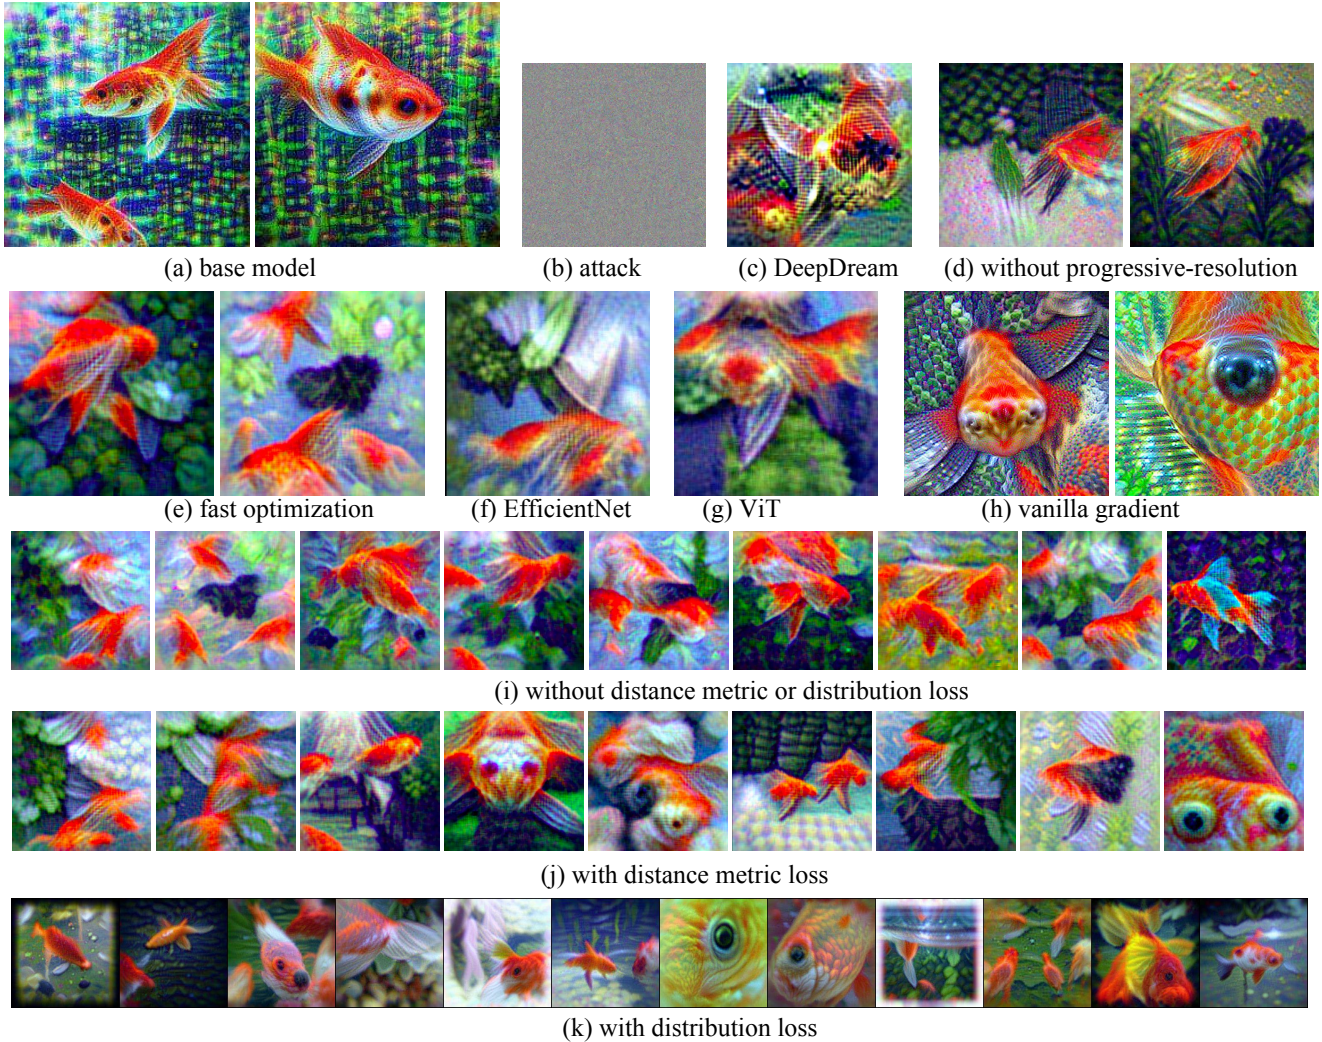 (a) base model
(b) attack
(c) DeepDream
(d) without progressive-resolution
(e) fast optimization
(f) EfficientNet
(g) ViT
(h) vanilla gradient
(i) without distance metric or distribution loss
(j) with distance metric loss
(k) with distribution loss